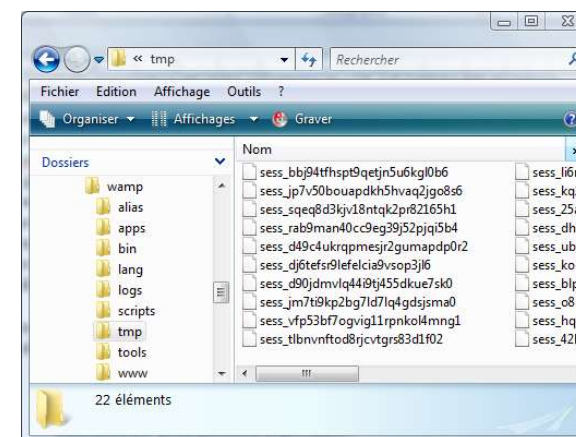 « tmp
Rechercher
Fichier Edition Affichage Outils ?
Organiser Affichages Graver
Dossiers
wamp
alias
apps
bin
lang
logs
scripts
tmp
tools
www
Nom
sess_bbj94tfhspt9qetjn5u6kgl0b6
sess_jp7v50bouapdkh5hvaq2jgo8s6
sess_sqeq8d3kjv18ntqk2pr82165h1
sess_rab9man40cc9eg39j52pjqi5b4
sess_d49c4ukrqpmesjr2gumapdp0r2
sess_dj6tefsr9lefelcia9vsop3jl6
sess_d90jdmvlq44i9tj455dkue7sk0
sess_jm7ti9kp2bg7ld7lq4gdsjsma0
sess_vfp53bf7ogvig11rpnkol4mng1
sess_tlbnvnftod8rjcvtgrs83d1f02
22 éléments